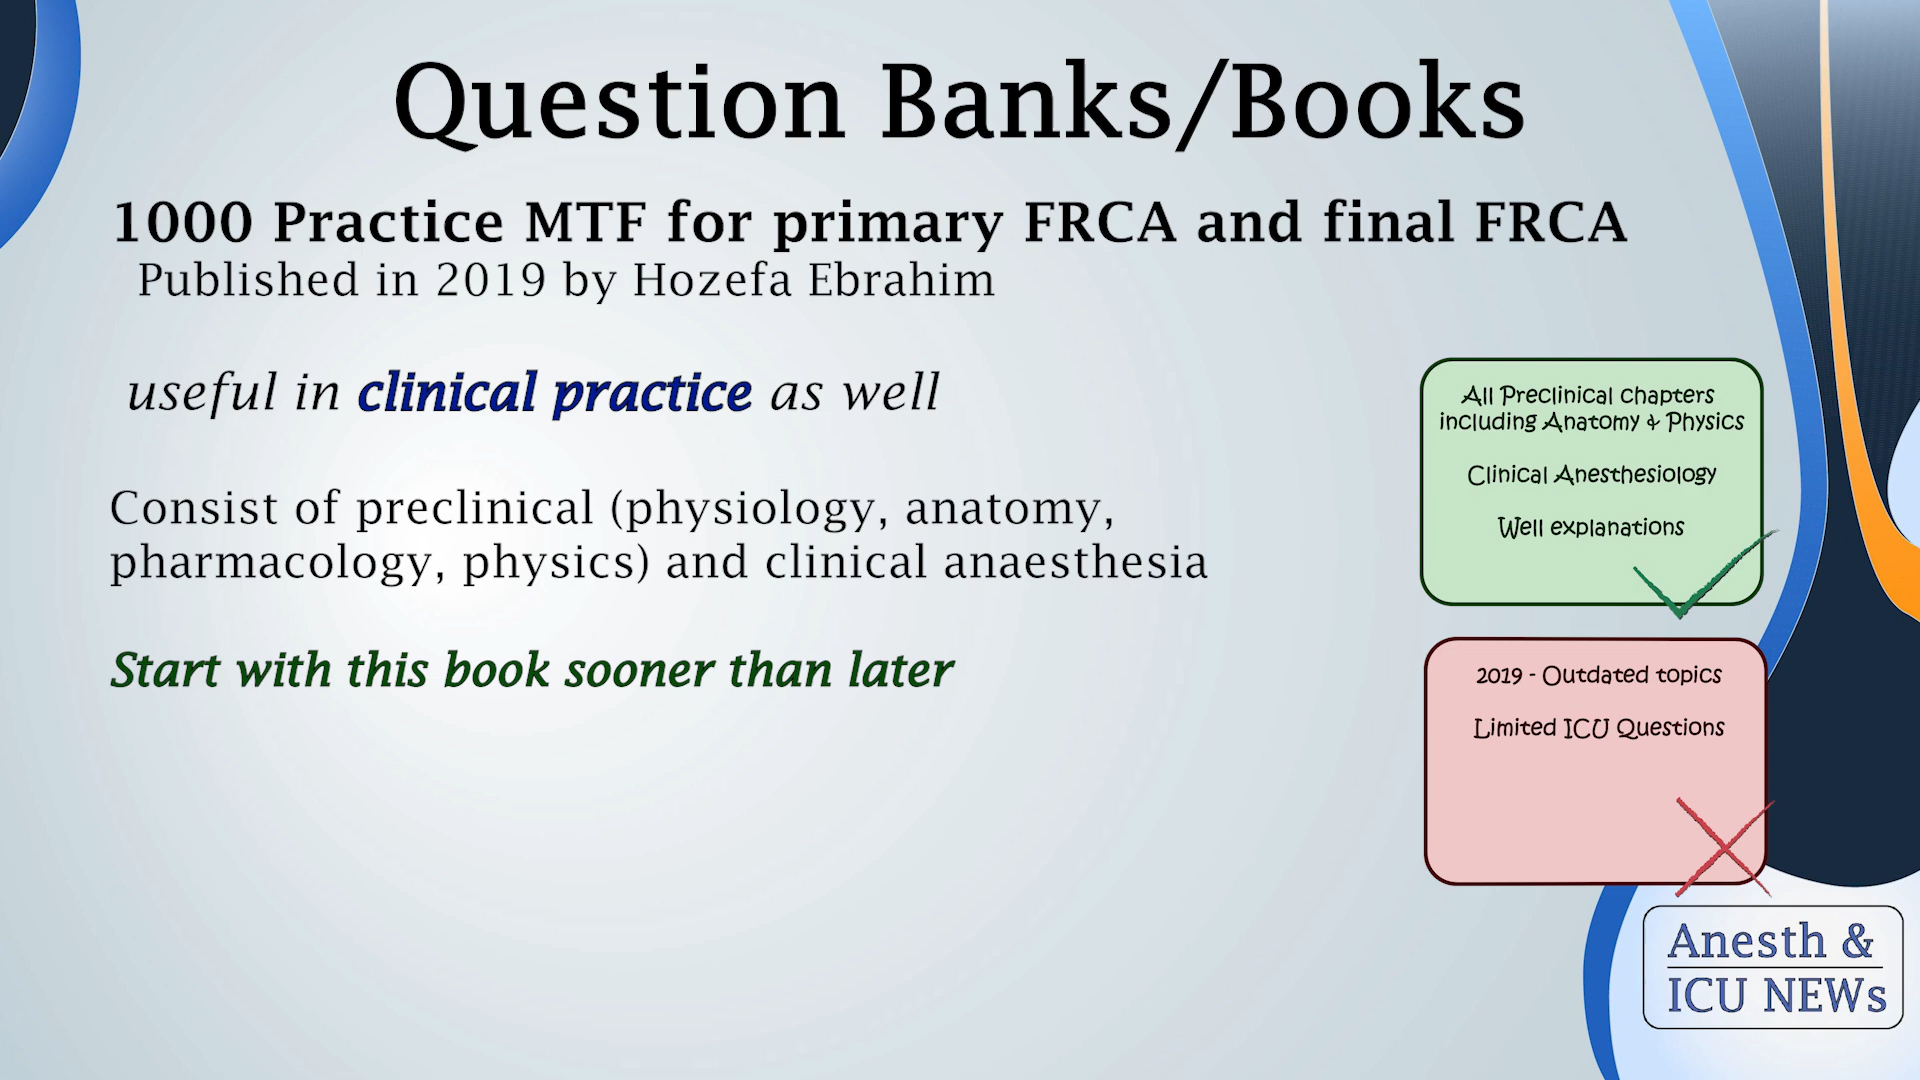 Question Banks/Books
1000 Practice MTF for primary FRCA and final FRCA
Published in 2019 by Hozefa Ebrahim
useful in clinical practice as well
Consist of preclinical (physiology, anatomy,
pharmacology, physics) and clinical anaesthesia
Start with this book sooner than later
All Preclinical chapters
including Anatomy & Physics
Clinical Anesthesiology
Well explanations
2019 - Outdated topics
Limited ICU Questions
Anesth &
ICU NEWs